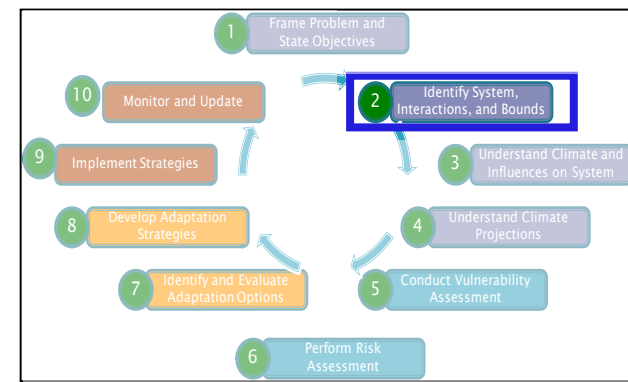 1
Frame Problem and
State Objectives
2
Identify System,
Interactions, and Bounds
3
Understand Climate and
Influences on System
4
Understand Climate
Projections
5
Conduct Vulnerability
Assessment
6
Perform Risk
Assessment
7
Identify and Evaluate
Adaptation Options
8
Develop Adaptation
Strategies
9
Implement Strategies
10
Monitor and Update